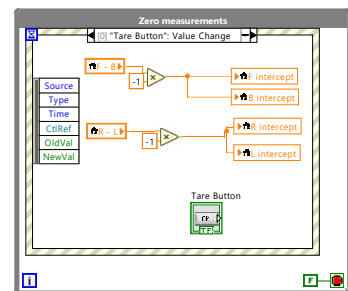 Zero measurements
[0] "Tare Button": Value Change
F - B
-1
F intercept
B intercept
Source
Type
Time
CtlRef
OldVal
NewVal
R - L
-1
R intercept
L intercept
Tare Button
TF
i
F